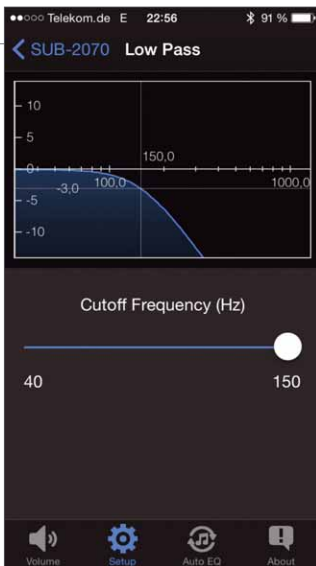 ●●○○○ Telekom.de E 22:56 91 %
SUB-2070 Low Pass
10
5
150,0
0
-3,0 100,0 1000,0
-5
-10
Cutoff Frequency (Hz)
40 150
Volume Setup Auto EQ About